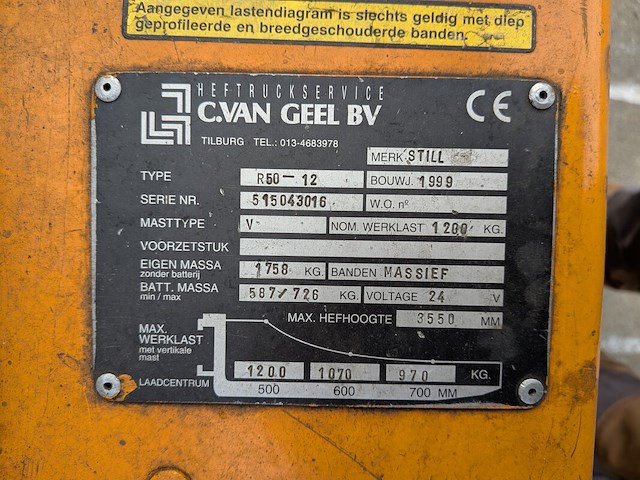 Aangegeven lastendiagram is slechts geldig met diep
geprofileerde en breedgeschouderde banden.
HEFTRUCKSERVICE
C.VAN GEEL BV
CE
TILBURG TEL.: 013-4683978
MERK STILL
TYPE R50-12 BOUWJ. 1999
SERIE NR. 515043016 W.O. nº
MASTTYPE V NOM. WERKLAST 1200 KG.
VOORZETSTUK
EIGEN MASSA 1758 KG. BANDEN MASSIEF
zonder batterij
BATT. MASSA 587/726 KG. VOLTAGE 24 V
min / max
MAX. HEFHOOGTE 3550 MM
MAX.
WERKLAST
met vertikale
mast
1200 1070 970 KG.
LAADCENTRUM 500 600 700 MM